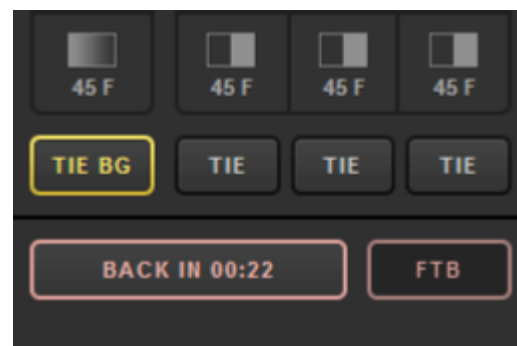 45 F 45 F 45 F 45 F
TIE BG TIE TIE TIE
BACK IN 00:22 FTB